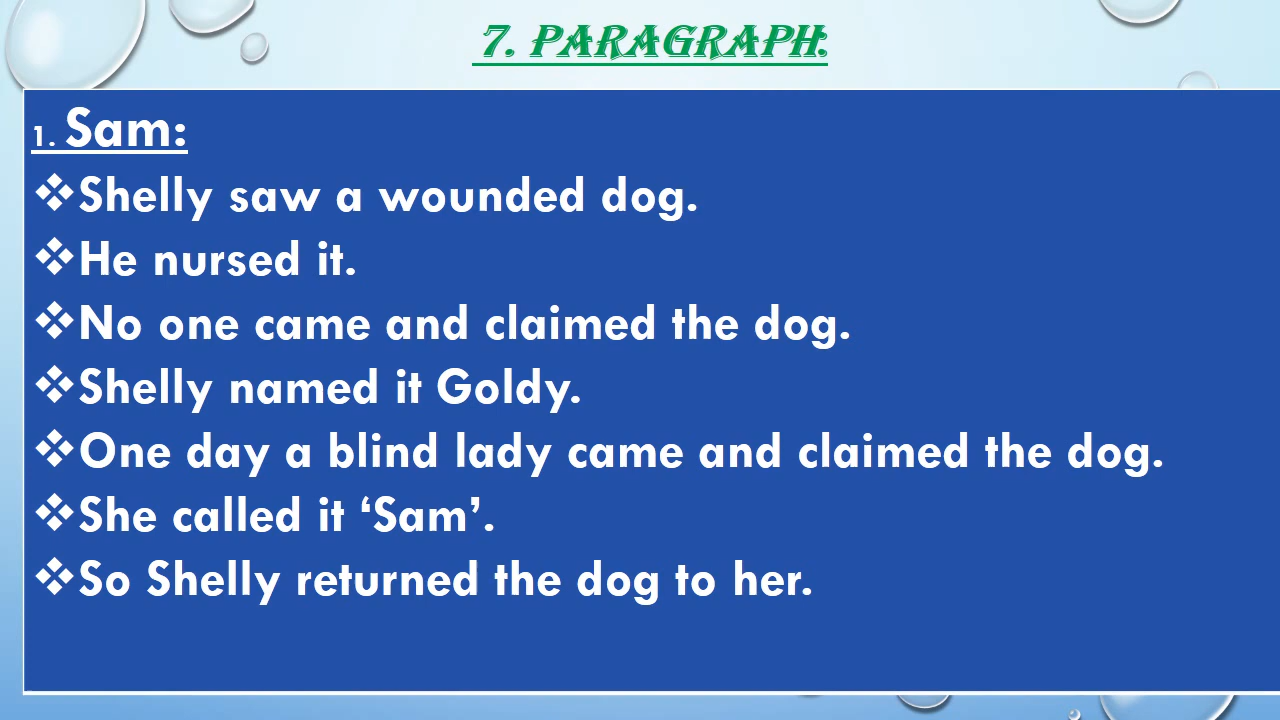 7. PARAGRAPH:
1. Sam:
❖Shelly saw a wounded dog.
❖He nursed it.
❖No one came and claimed the dog.
❖Shelly named it Goldy.
❖One day a blind lady came and claimed the dog.
❖She called it ‘Sam’.
❖So Shelly returned the dog to her.